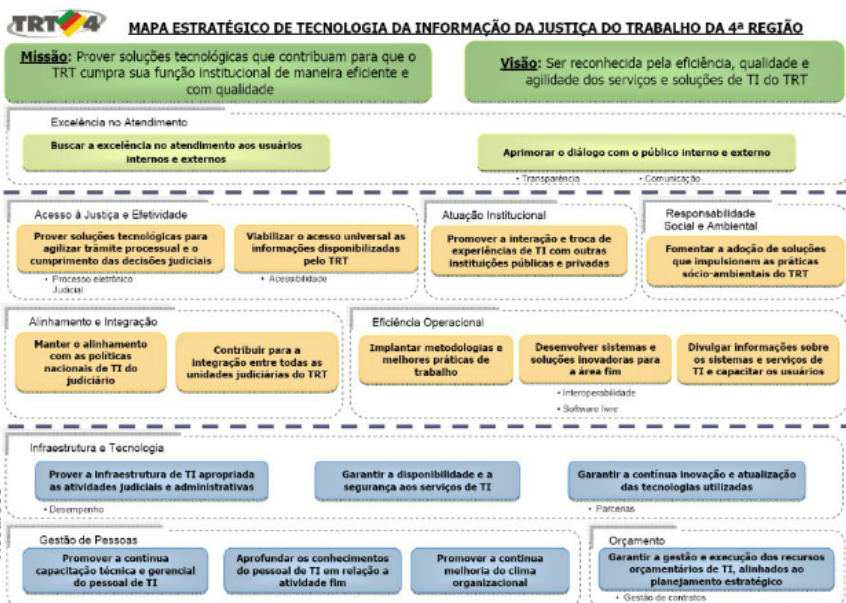 TRT 4
MAPA ESTRATÉGICO DE TECNOLOGIA DA INFORMAÇÃO DA JUSTIÇA DO TRABALHO DA 4ª REGIÃO
Missão: Prover soluções tecnológicas que contribuam para que o
TRT cumpra sua função institucional de maneira eficiente e
com qualidade
Visão: Ser reconhecida pela eficiência, qualidade e
agilidade dos serviços e soluções de TI do TRT
Excelência no Atendimento
Buscar a excelência no atendimento aos usuários
internos e externos
Aprimorar o diálogo com o público interno e externo
• Transparência
• Comunicação
Acesso à Justiça e Efetividade
Prover soluções tecnológicas para
agilizar trâmite processual e o
cumprimento das decisões judiciais
• Processo eletrônico
Judicial
Viabilizar o acesso universal as
informações disponibilizadas
pelo TRT
• Acessibilidade
Atuação Institucional
Promover a interação e troca de
experiências de TI com outras
instituições públicas e privadas
Responsabilidade
Social e Ambiental
Fomentar a adoção de soluções
que impulsionem as práticas
sócio-ambientais do TRT
Alinhamento e Integração
Manter o alinhamento
com as políticas
nacionais de TI do
judiciário
Contribuir para a
integração entre todas as
unidades judiciárias do TRT
Eficiência Operacional
Implantar metodologias e
melhores práticas de
trabalho
Desenvolver sistemas e
soluções inovadoras para
a área fim
• Interoperabilidade
• Software livre
Divulgar informações sobre
os sistemas e serviços de
TI e capacitar os usuários
Infraestrutura e Tecnologia
Prover a infraestrutura de TI apropriada
as atividades judiciais e administrativas
• Desempenho
Garantir a disponibilidade e a
segurança aos serviços de TI
Garantir a contínua inovação e atualização
das tecnologias utilizadas
• Parcerias
Gestão de Pessoas
Promover a contínua
capacitação técnica e gerencial
do pessoal de TI
Aprofundar os conhecimentos
do pessoal de TI em relação a
atividade fim
Promover a contínua
melhoria do clima
organizacional
Orçamento
Garantir a gestão e execução dos recursos
orçamentários de TI, alinhados ao
planejamento estratégico
• Gestão de contratos